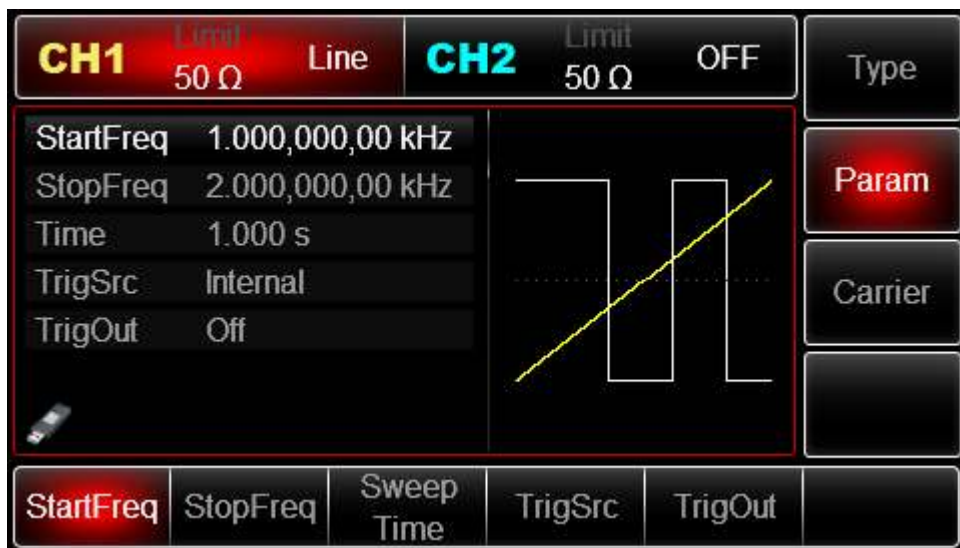 CH1 Limit 50 Ω Line CH2 Limit 50 Ω OFF
Type
StartFreq 1.000,000,00 kHz
StopFreq 2.000,000,00 kHz
Time 1.000 s
TrigSrc Internal
TrigOut Off
Param
Carrier
StartFreq StopFreq Sweep Time TrigSrc TrigOut